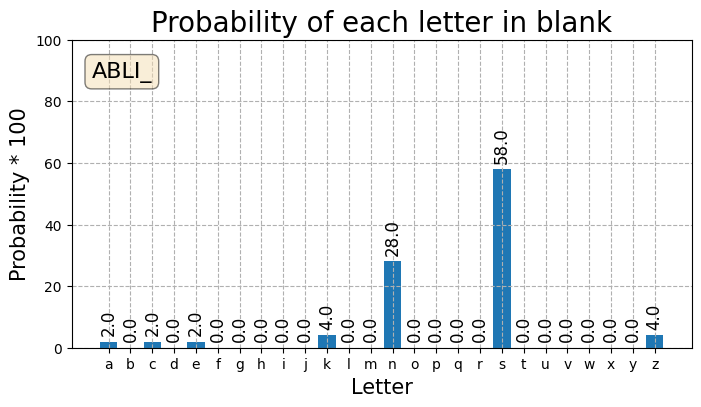 Probability of each letter in blank
ABLI_
Probability * 100
100
80
60
40
20
0
2.0 0.0 2.0 0.0 2.0 0.0 0.0 0.0 0.0 0.0 4.0 0.0 0.0 28.0 0.0 0.0 0.0 0.0 58.0 0.0 0.0 0.0 0.0 0.0 0.0 4.0
a b c d e f g h i j k l m n o p q r s t u v w x y z
Letter